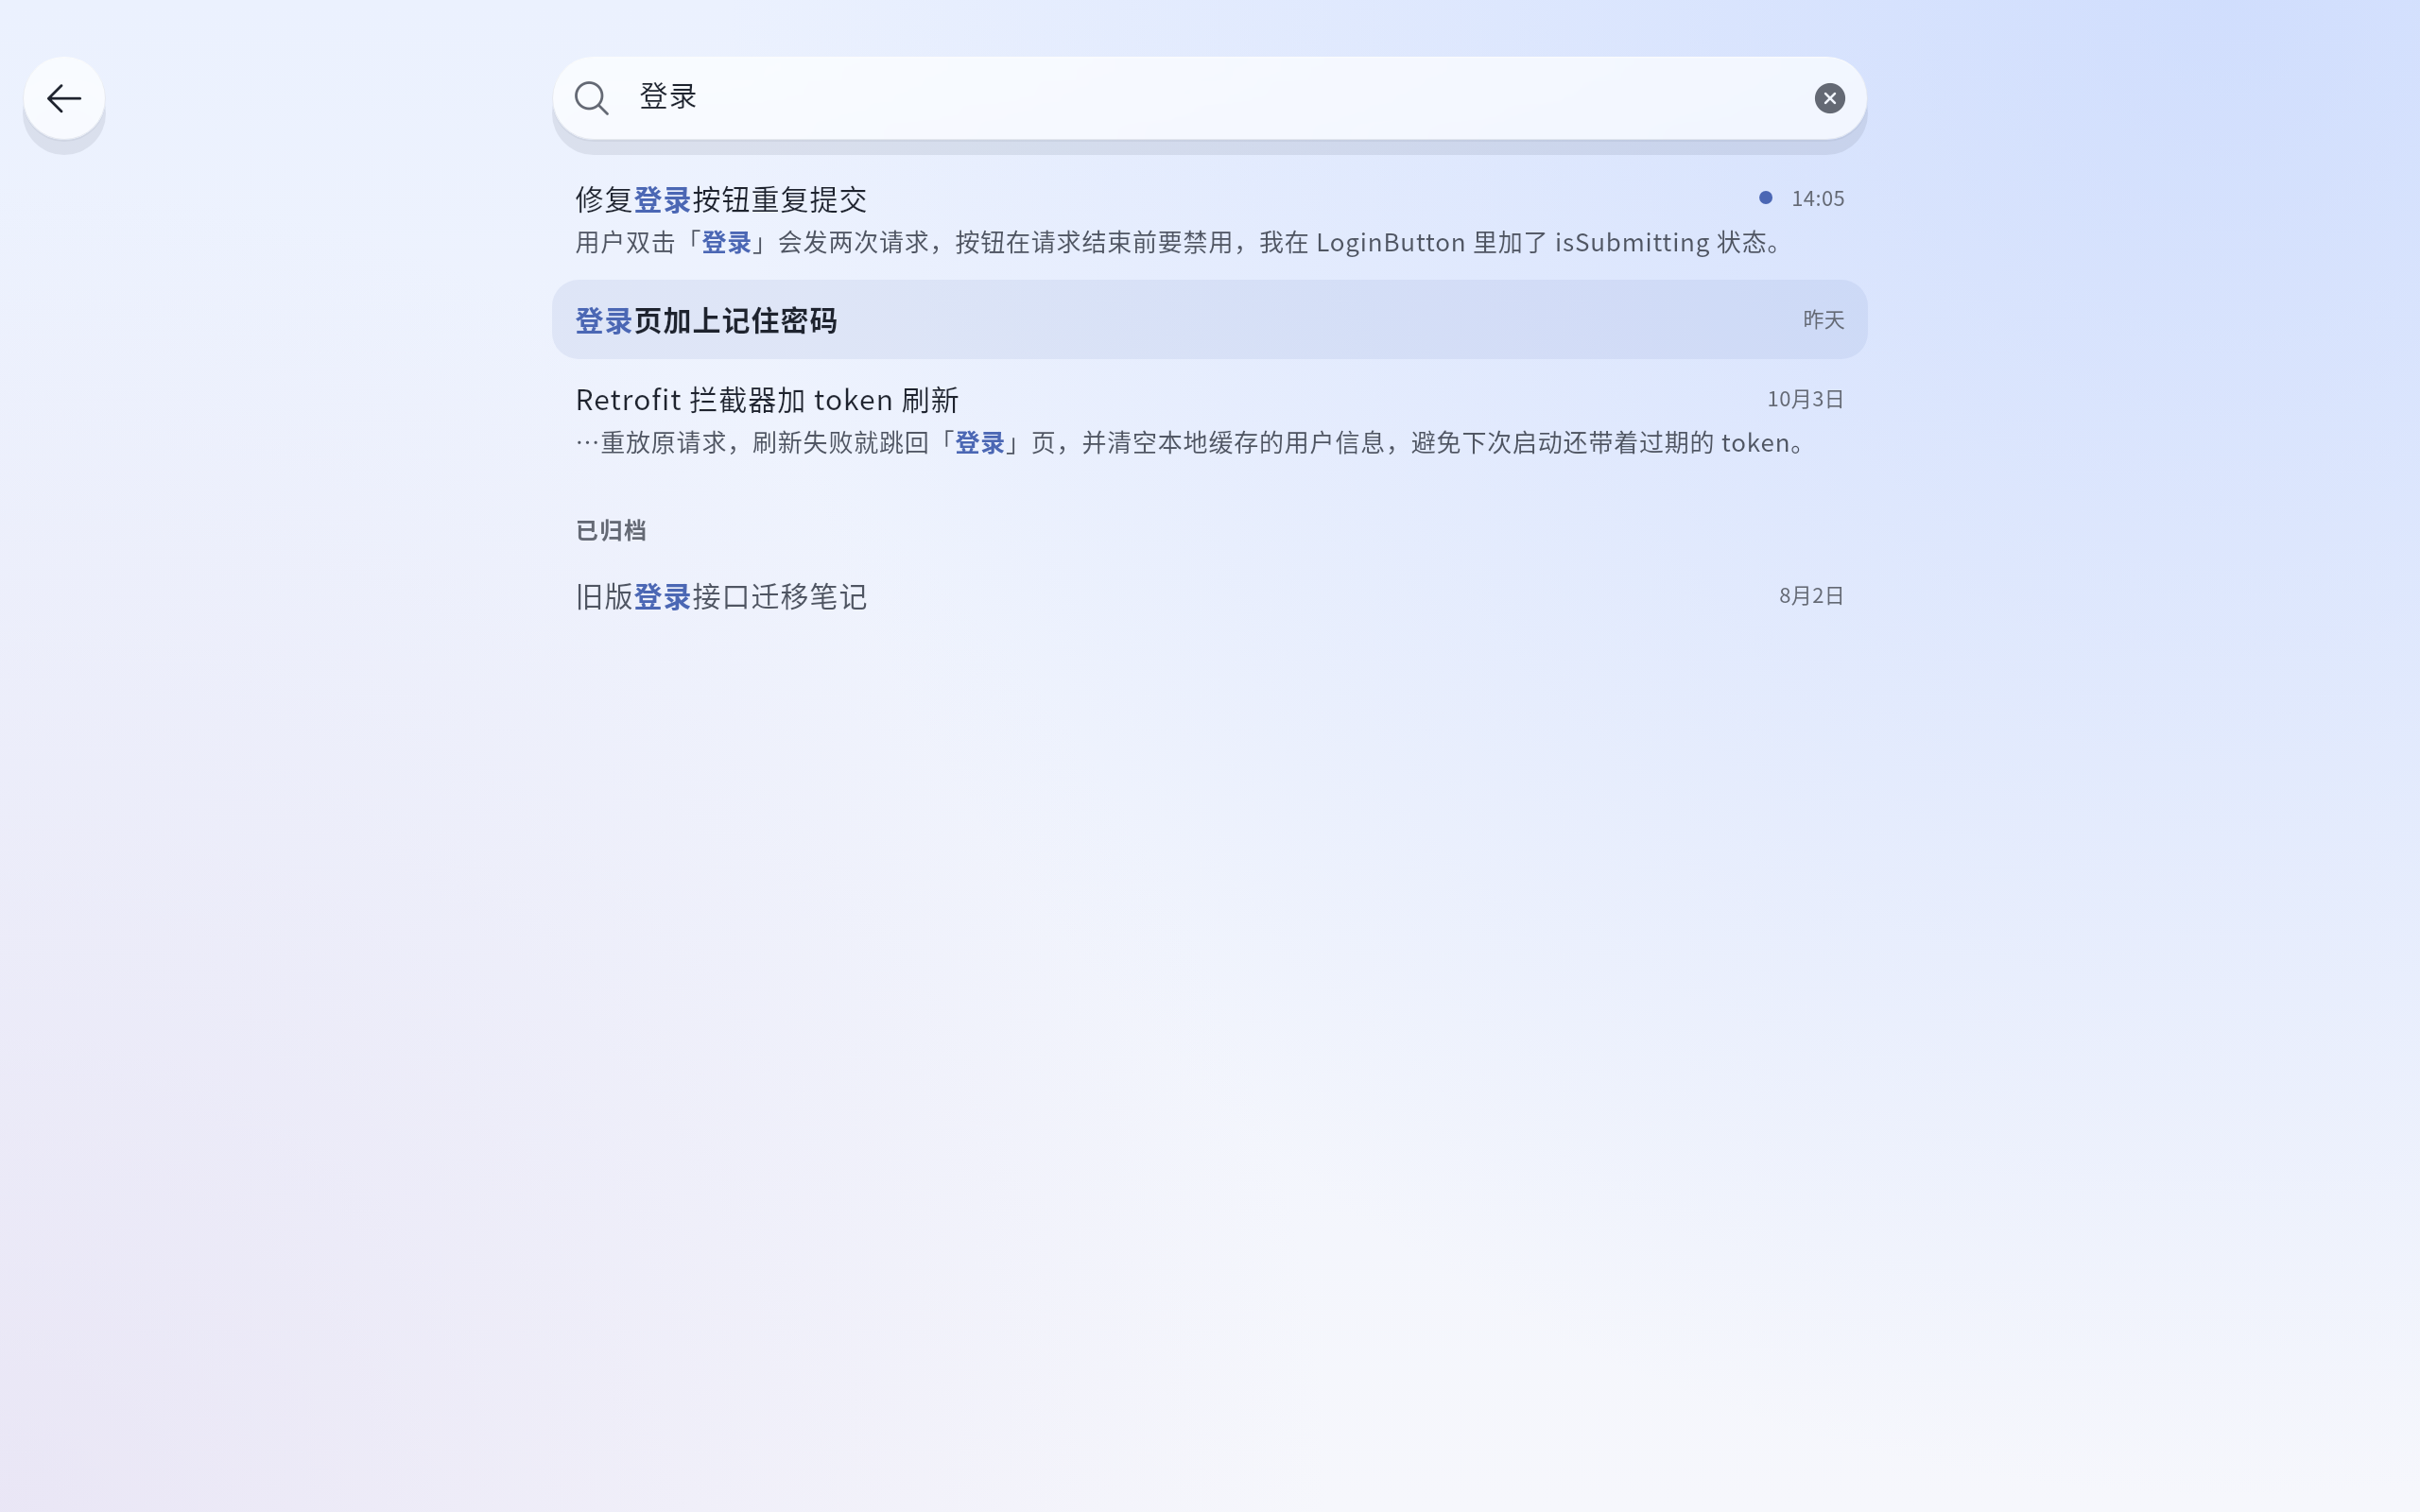 登录
修复登录按钮重复提交
14:05
用户双击「登录」会发两次请求，按钮在请求结束前要禁用，我在 LoginButton 里加了 isSubmitting 状态。
登录页加上记住密码
昨天
Retrofit 拦截器加 token 刷新
10月3日
…重放原请求，刷新失败就跳回「登录」页，并清空本地缓存的用户信息，避免下次启动还带着过期的 token。
已归档
旧版登录接口迁移笔记
8月2日